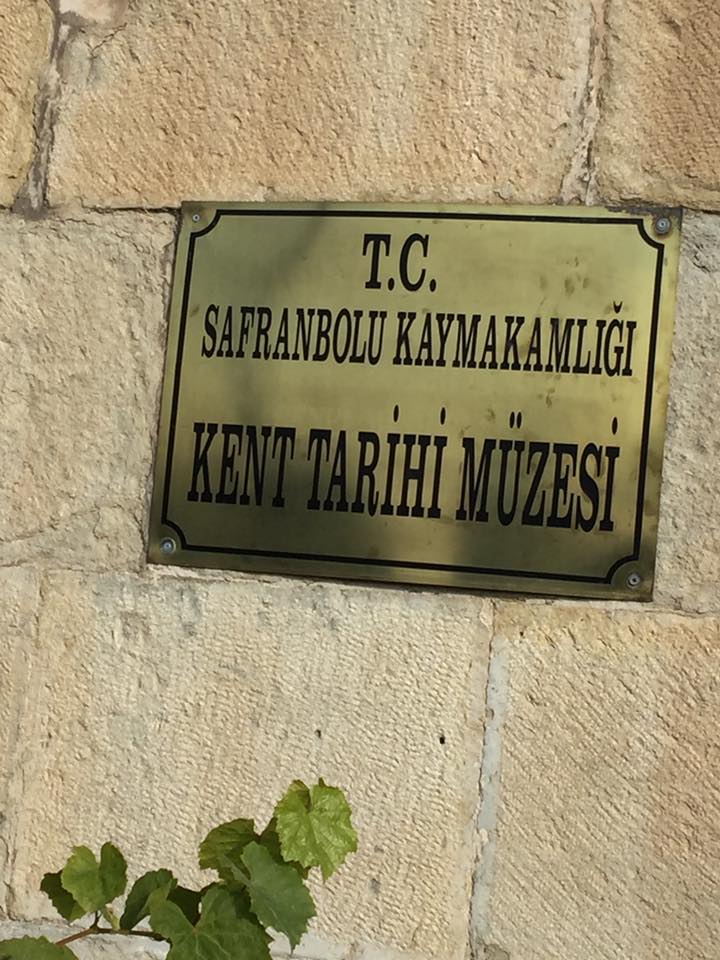 T.C.
SAFRANBOLU KAYMAKAMLIĞI
KENT TARİHİ MÜZESİ